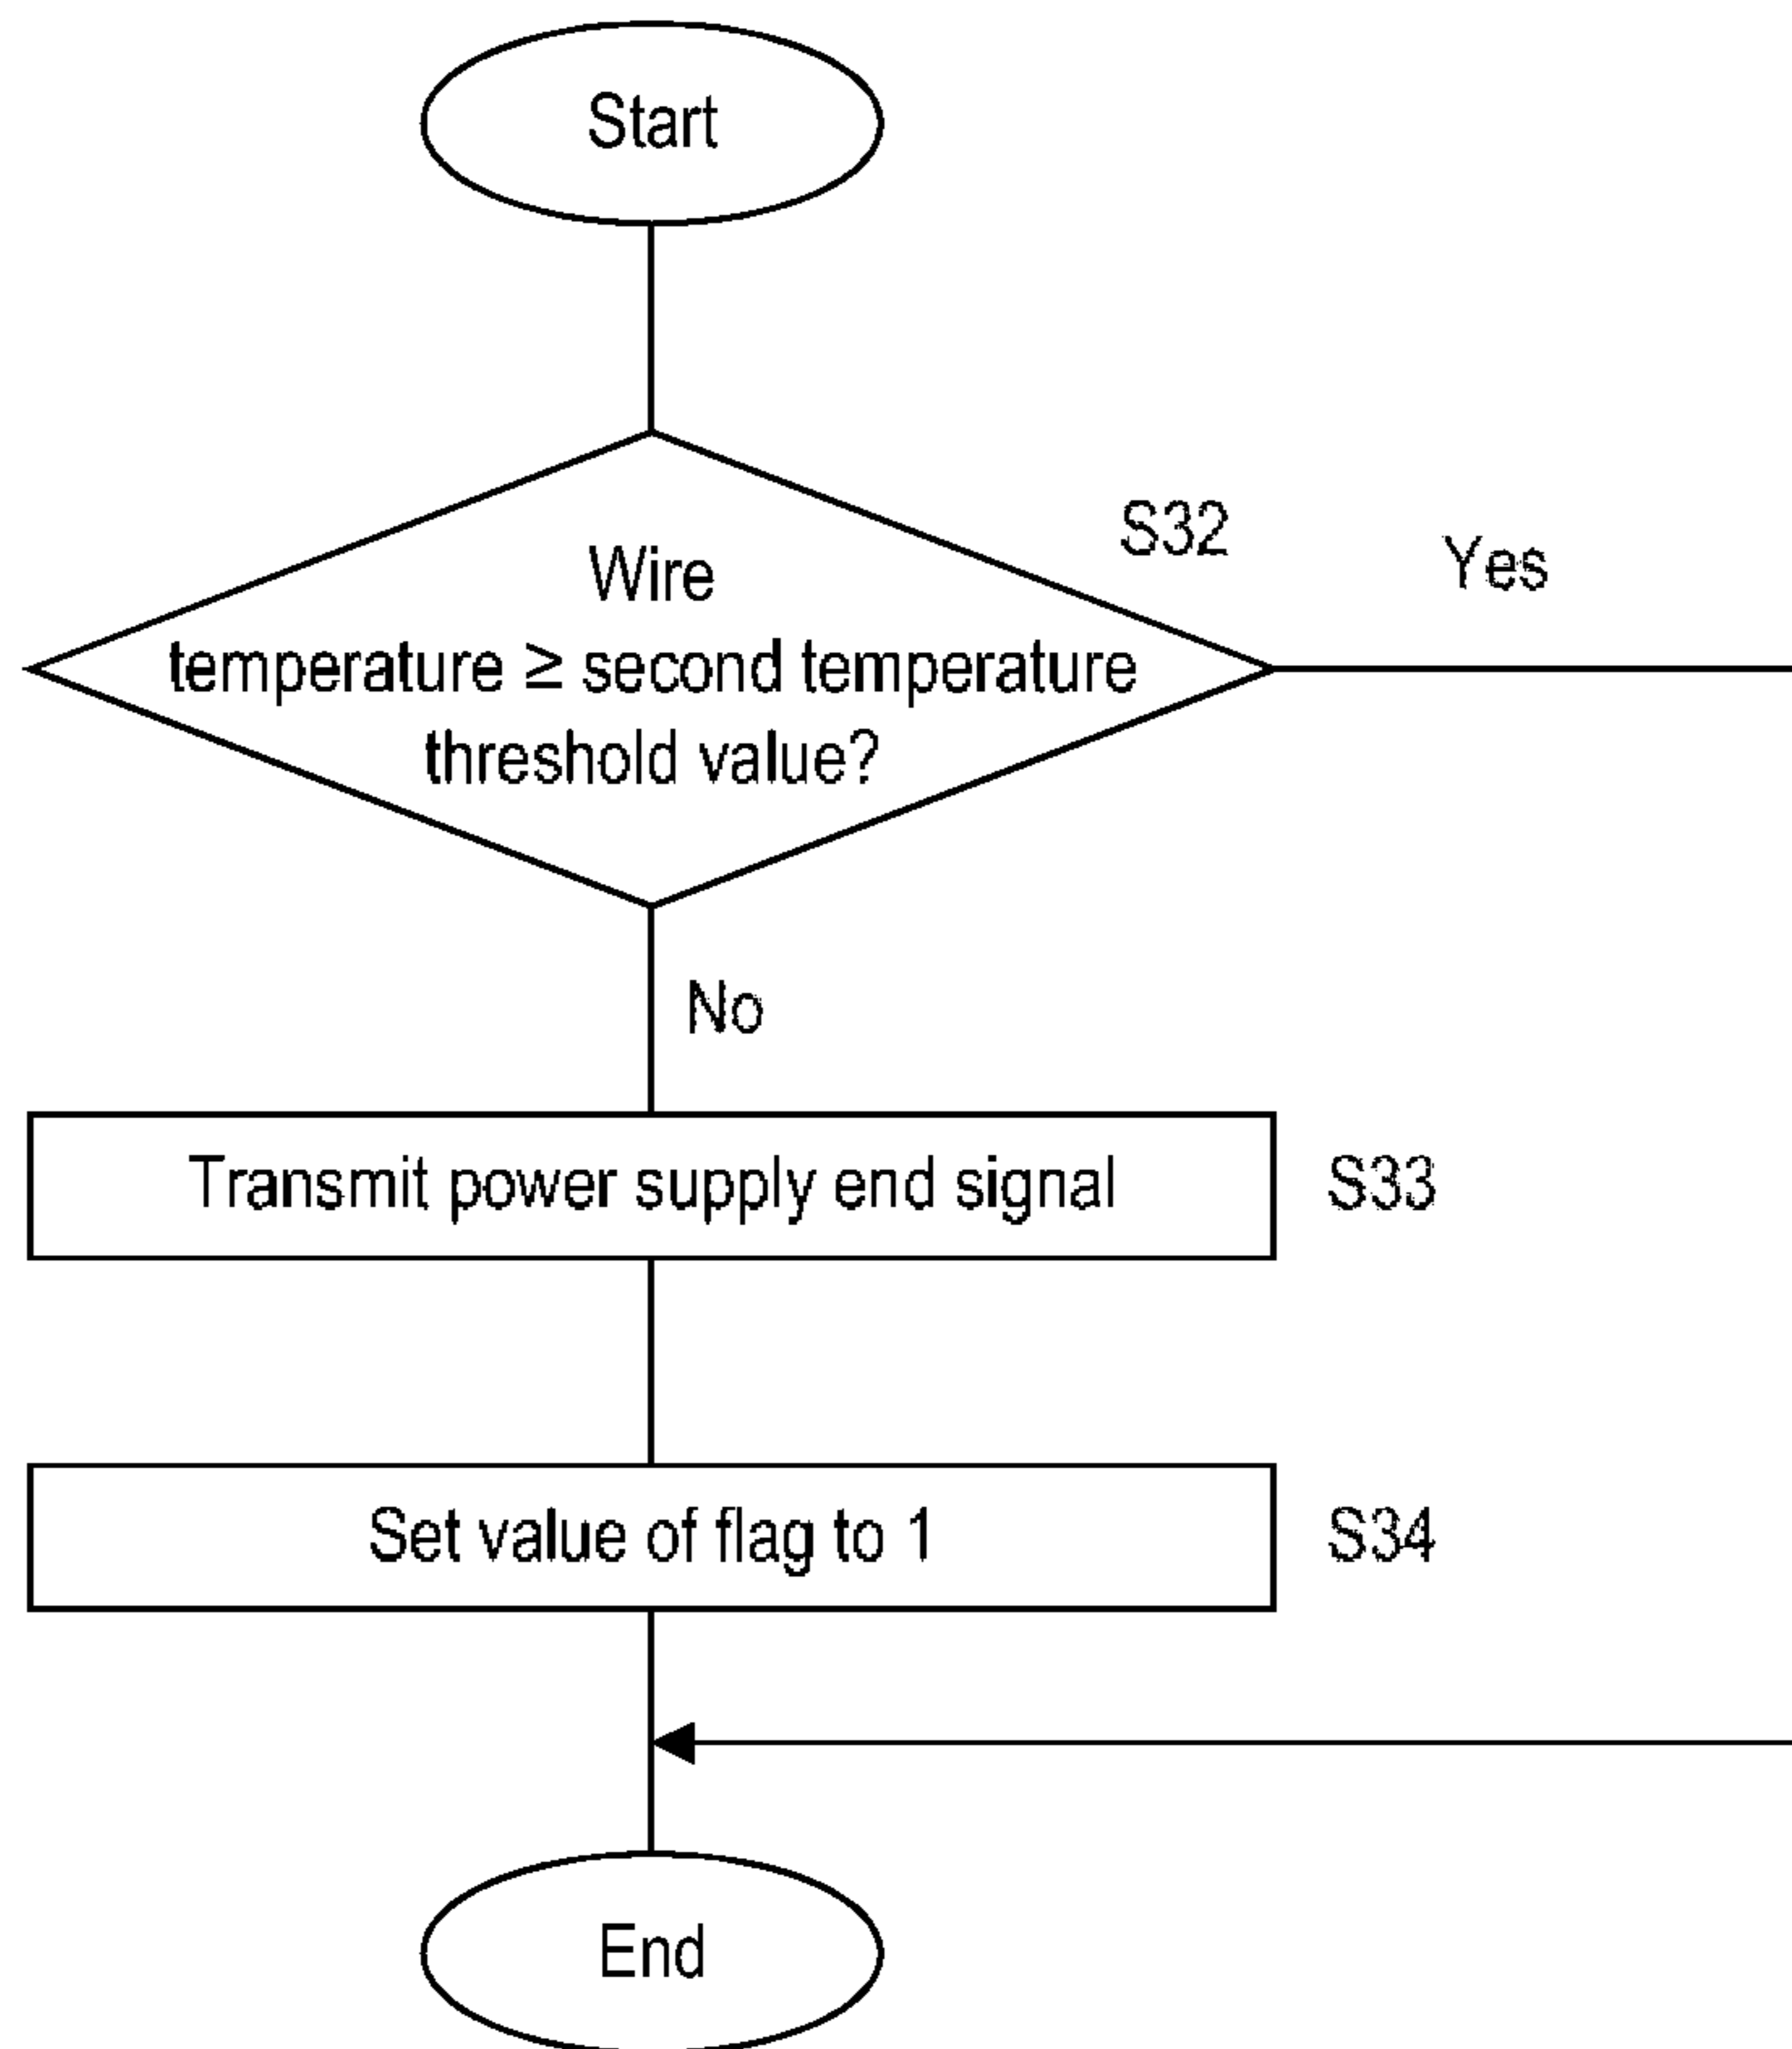 Start
S32
Yes
Wire
temperature ≥ second temperature
threshold value?
No
Transmit power supply end signal
S33
Set value of flag to 1
S34
End